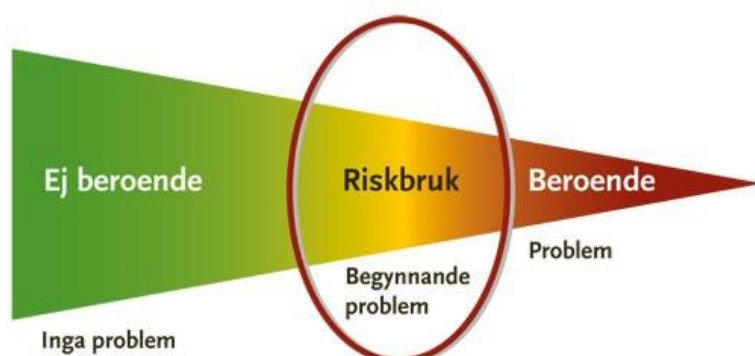 Ej beroende
Riskbruk
Beroende
Inga problem
Begynnande
problem
Problem